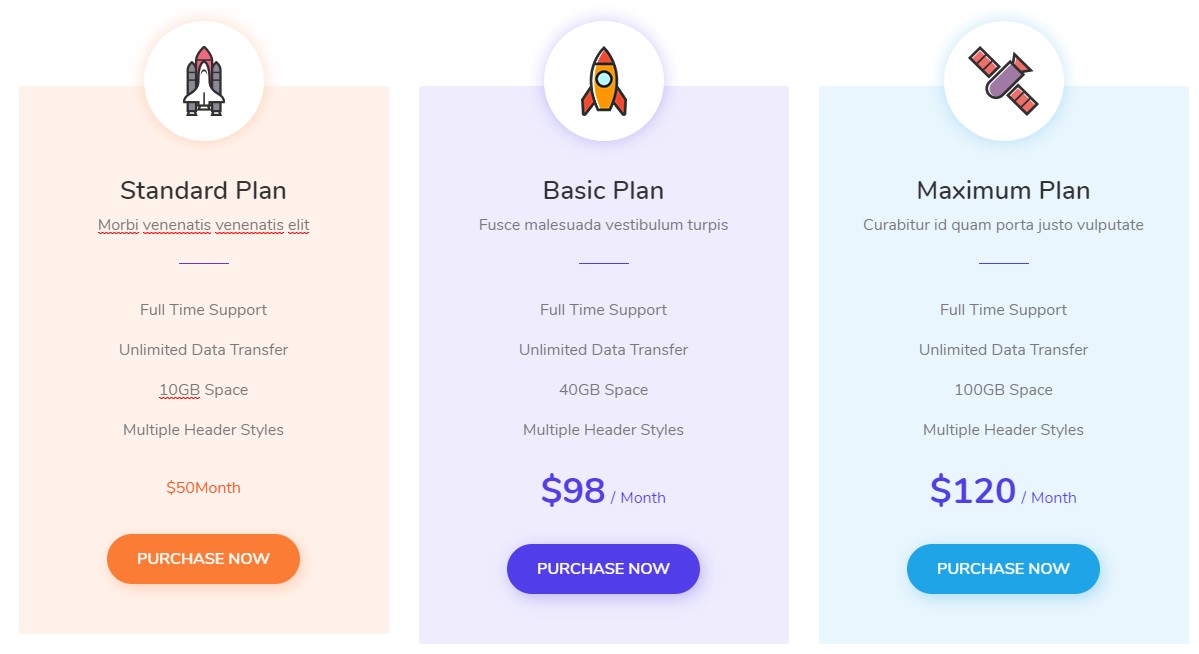 Standard Plan
Morbi venenatis venenatis elit
Full Time Support
Unlimited Data Transfer
10GB Space
Multiple Header Styles
$50Month
PURCHASE NOW
Basic Plan
Fusce malesuada vestibulum turpis
Full Time Support
Unlimited Data Transfer
40GB Space
Multiple Header Styles
$98 / Month
PURCHASE NOW
Maximum Plan
Curabitur id quam porta justo vulputate
Full Time Support
Unlimited Data Transfer
100GB Space
Multiple Header Styles
$120 / Month
PURCHASE NOW